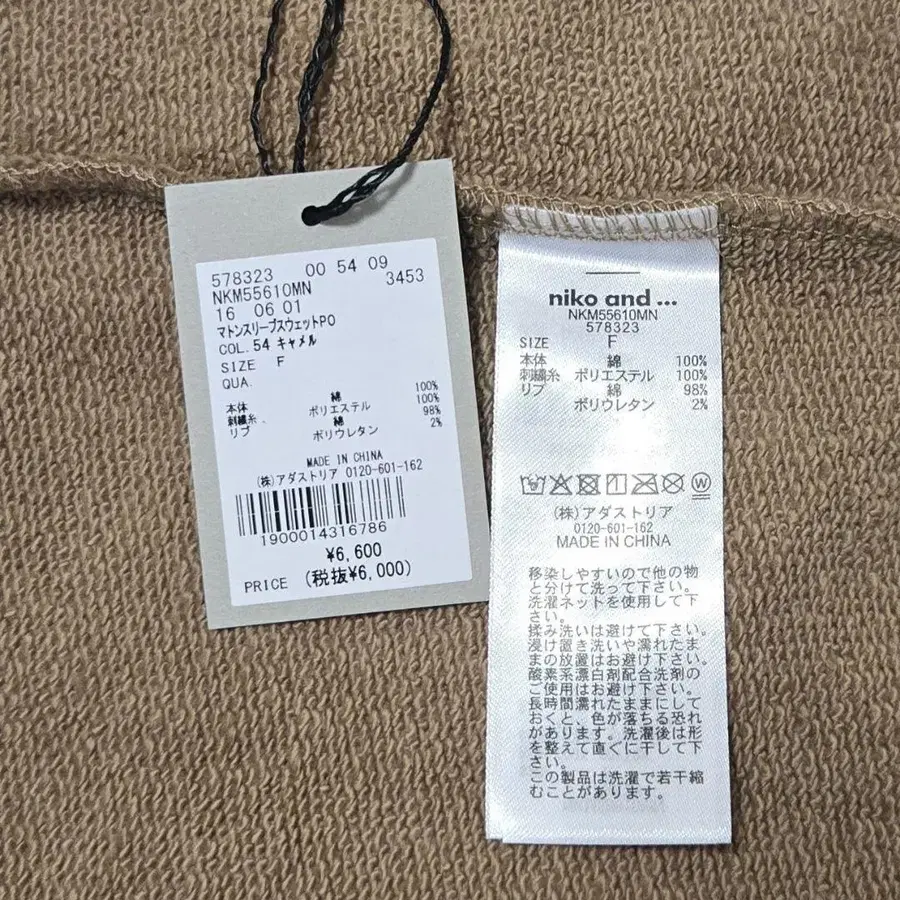 578323 00 54 09
NKM55610MN 3453
16 06 01
マトンスリーブスウェットPO
COL. 54 キャメル
SIZE F
QUA.
本体 綿 100%
刺繍糸 ポリエステル 100%
リブ 綿 98%
ポリウレタン 2%
MADE IN CHINA
(株)アダストリア 0120-601-162
1900014316786
¥6,600
PRICE (税抜¥6,000)
niko and ...
NKM55610MN
578323
SIZE F
本体 綿 100%
刺繍糸 ポリエステル 100%
リブ 綿 98%
ポリウレタン 2%
W
(株)アダストリア
0120-601-162
MADE IN CHINA
移染しやすいので他の物
と分けて洗って下さい。
洗濯ネットを使用して下
さい。
揉み洗いは避けて下さい。
浸け置き洗いや濡れたま
まの放置はお避け下さい。
酸素系漂白剤配合洗剤の
ご使用はお避け下さい。
長時間濡れたままにして
おくと、色が落ちる恐れ
があります。洗濯後は形
を整えて直ぐに干して下
さい。
この製品は洗濯で若干縮
むことがあります。